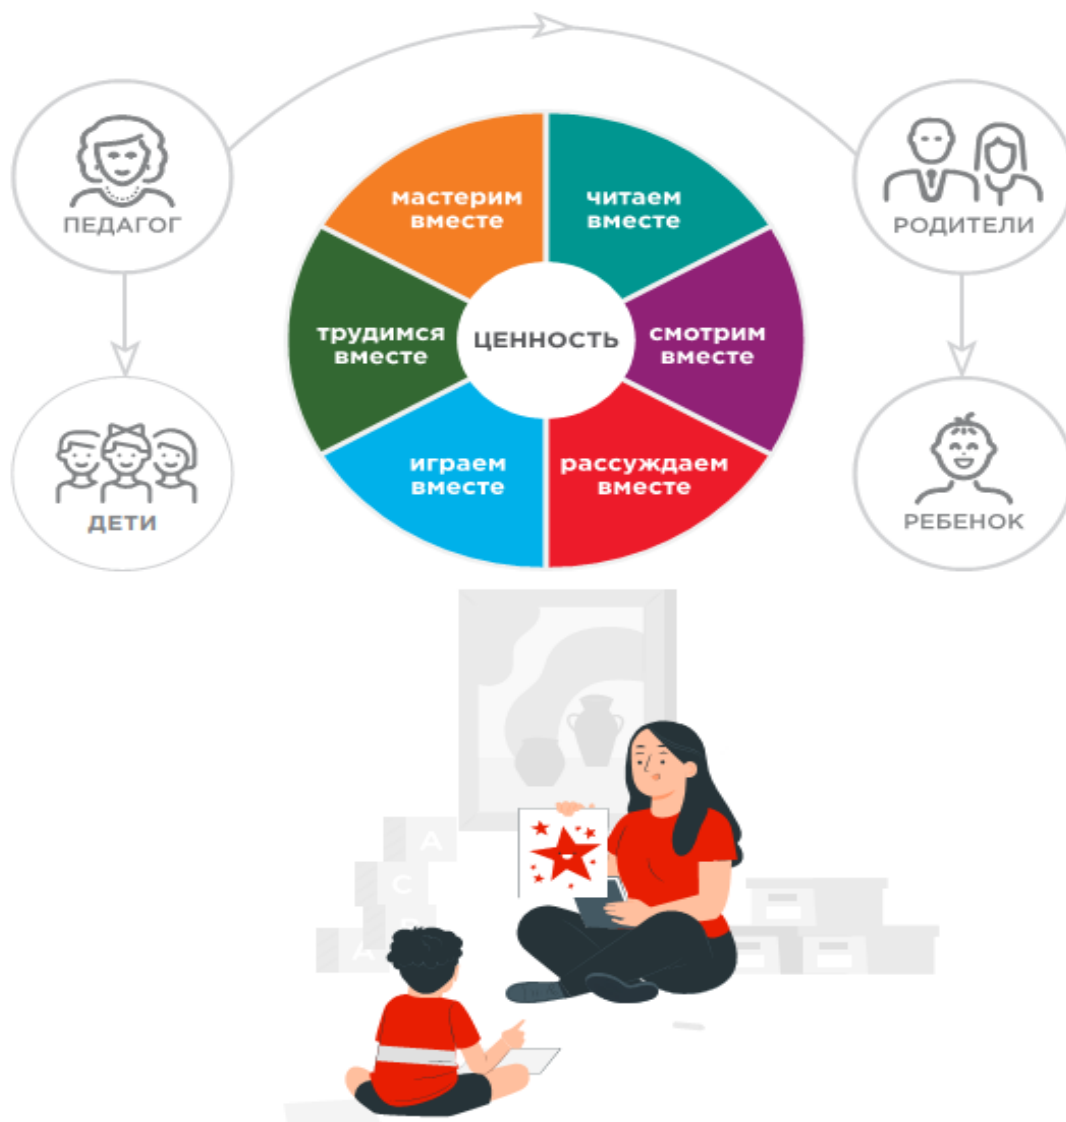 ПЕДАГОГ
РОДИТЕЛИ
мастерим
вместе
читаем
вместе
трудимся
вместе
ЦЕННОСТЬ
смотрим
вместе
играем
вместе
рассуждаем
вместе
ДЕТИ
РЕБЕНОК
A
C
A